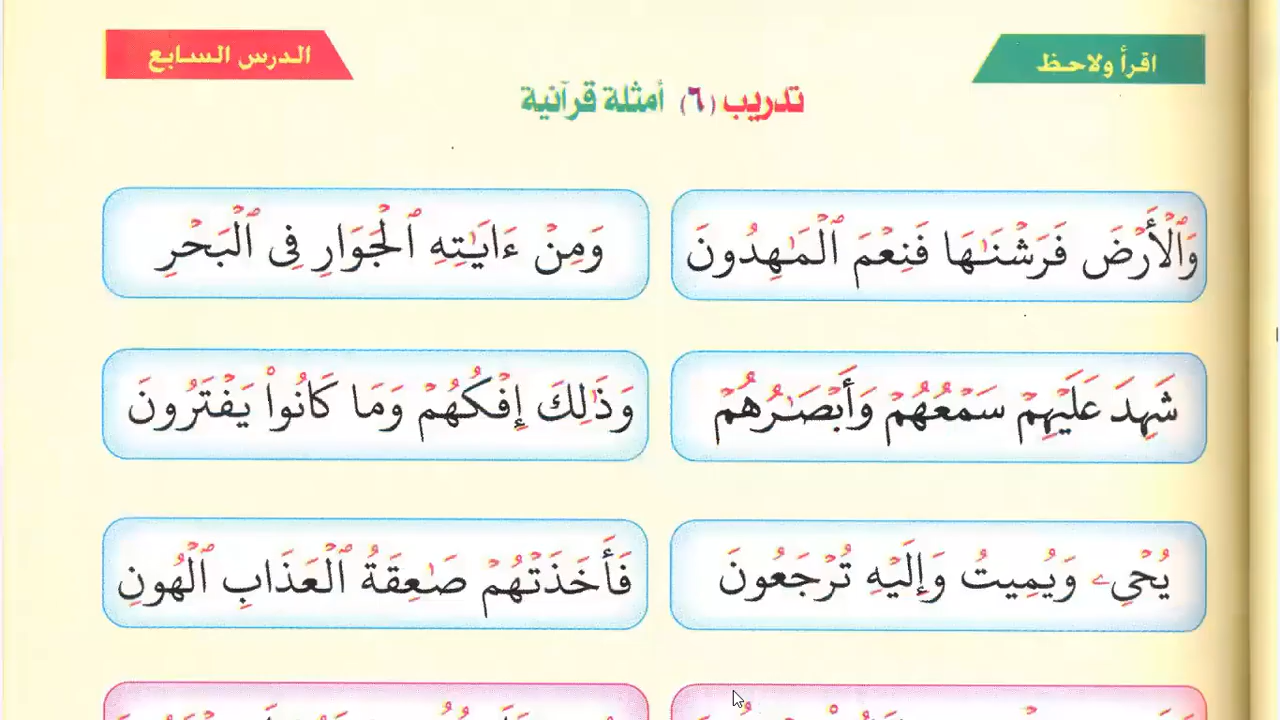 اقرأ ولاحظ
الدرس السابع
تدريب (٦) أمثلة قرآنية
وَٱلْأَرْضَ فَرَشْنَـٰهَا فَنِعْمَ ٱلْمَـٰهِدُونَ
وَمِنْ ءَايَـٰتِهِ ٱلْجَوَارِ فِى ٱلْبَحْرِ
شَهِدَ عَلَيْهِمْ سَمْعُهُمْ وَأَبْصَـٰرُهُمْ
وَذَٰلِكَ إِفْكُهُمْ وَمَا كَانُوا۟ يَفْتَرُونَ
يُحْىِۦ وَيُمِيتُ وَإِلَيْهِ تُرْجَعُونَ
فَأَخَذَتْهُمْ صَـٰعِقَةُ ٱلْعَذَابِ ٱلْهُونِ